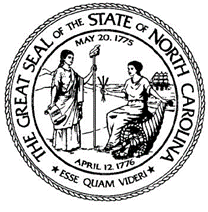 THE GREAT SEAL OF THE STATE OF NORTH CAROLINA
MAY 20, 1775
APRIL 12, 1776
★ ESSE QUAM VIDERI ★